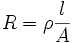 R = ρ l/A